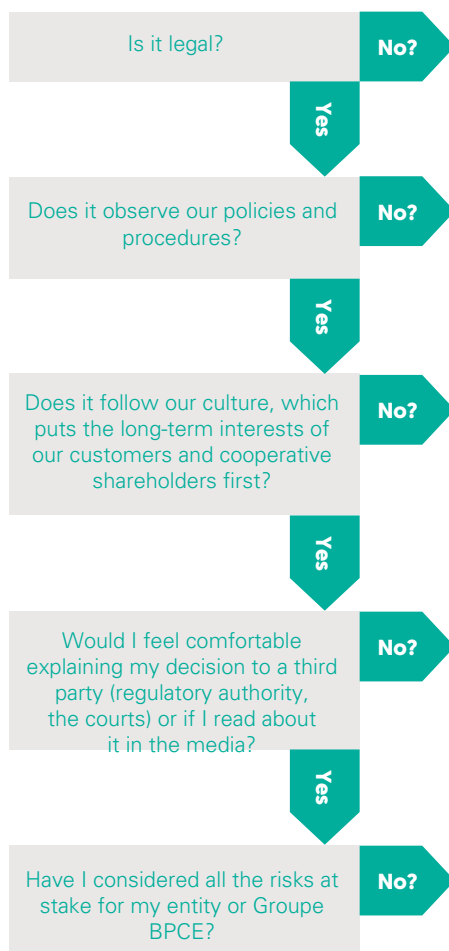 Is it legal?
No?
Yes
Does it observe our policies and
procedures?
No?
Yes
Does it follow our culture, which
puts the long-term interests of
our customers and cooperative
shareholders first?
No?
Yes
Would I feel comfortable
explaining my decision to a third
party (regulatory authority,
the courts) or if I read about
it in the media?
No?
Yes
Have I considered all the risks at
stake for my entity or Groupe
BPCE?
No?